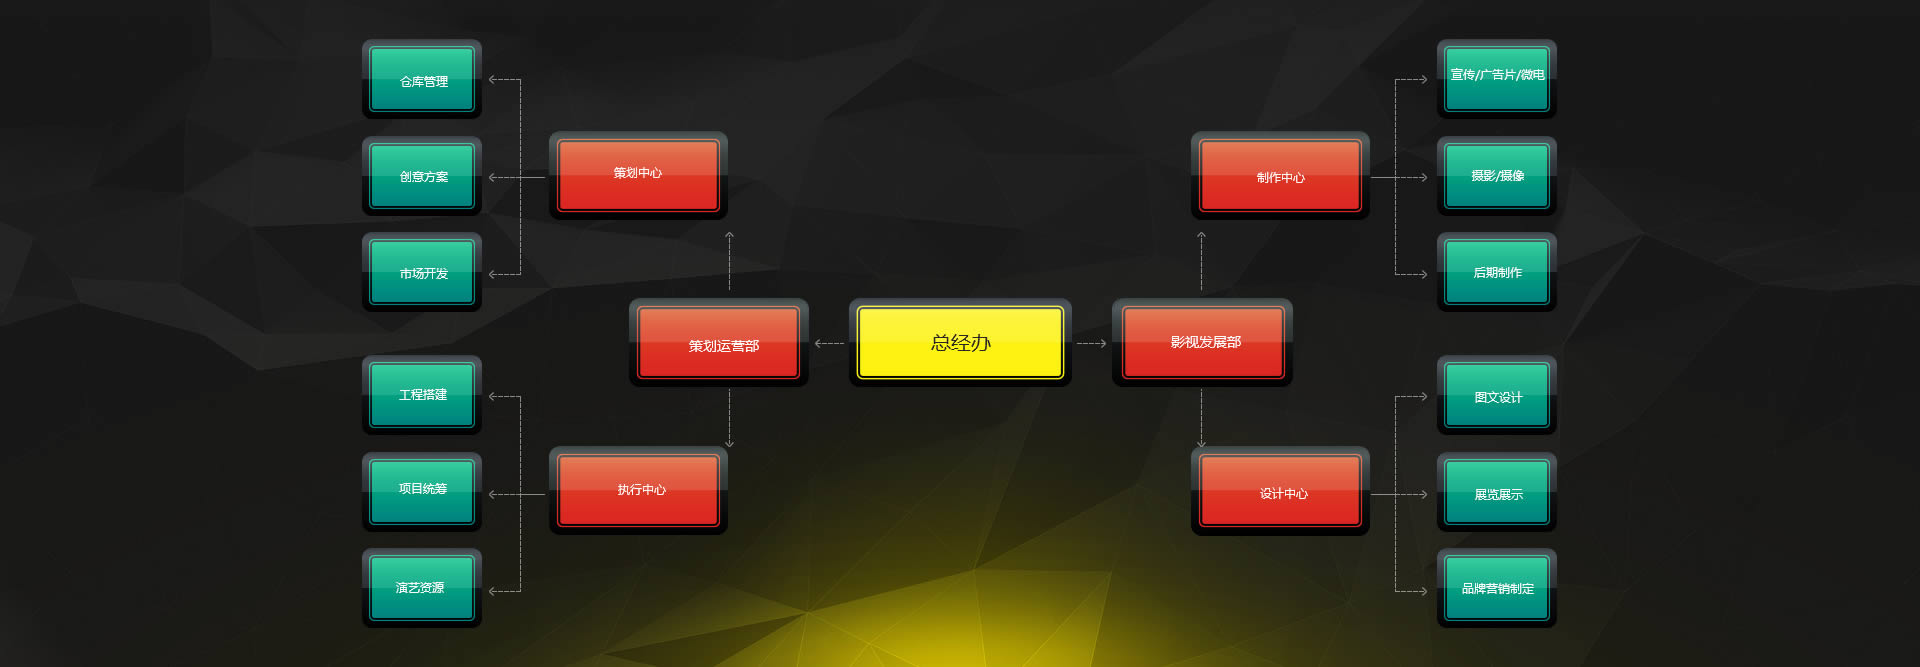 仓库管理
创意方案
市场开发
策划中心
策划运营部
总经办
影视发展部
制作中心
宣传/广告片/微电
摄影/摄像
后期制作
工程搭建
项目统筹
演艺资源
执行中心
设计中心
图文设计
展览展示
品牌营销制定